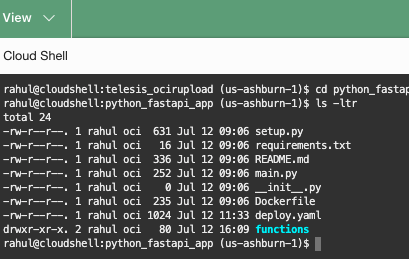 View
Cloud Shell
rahul@cloudshell:telesis_ocirupload (us-ashburn-1)$ cd python_fastap
rahul@cloudshell:python_fastapi_app (us-ashburn-1)$ ls -ltr
total 24
-rw-r--r--. 1 rahul oci  631 Jul 12 09:06 setup.py
-rw-r--r--. 1 rahul oci   16 Jul 12 09:06 requirements.txt
-rw-r--r--. 1 rahul oci  336 Jul 12 09:06 README.md
-rw-r--r--. 1 rahul oci  252 Jul 12 09:06 main.py
-rw-r--r--. 1 rahul oci    0 Jul 12 09:06 __init__.py
-rw-r--r--. 1 rahul oci  235 Jul 12 09:06 Dockerfile
-rw-r--r--. 1 rahul oci 1024 Jul 12 11:33 deploy.yaml
drwxr-xr-x. 2 rahul oci   80 Jul 12 16:09 functions
rahul@cloudshell:python_fastapi_app (us-ashburn-1)$